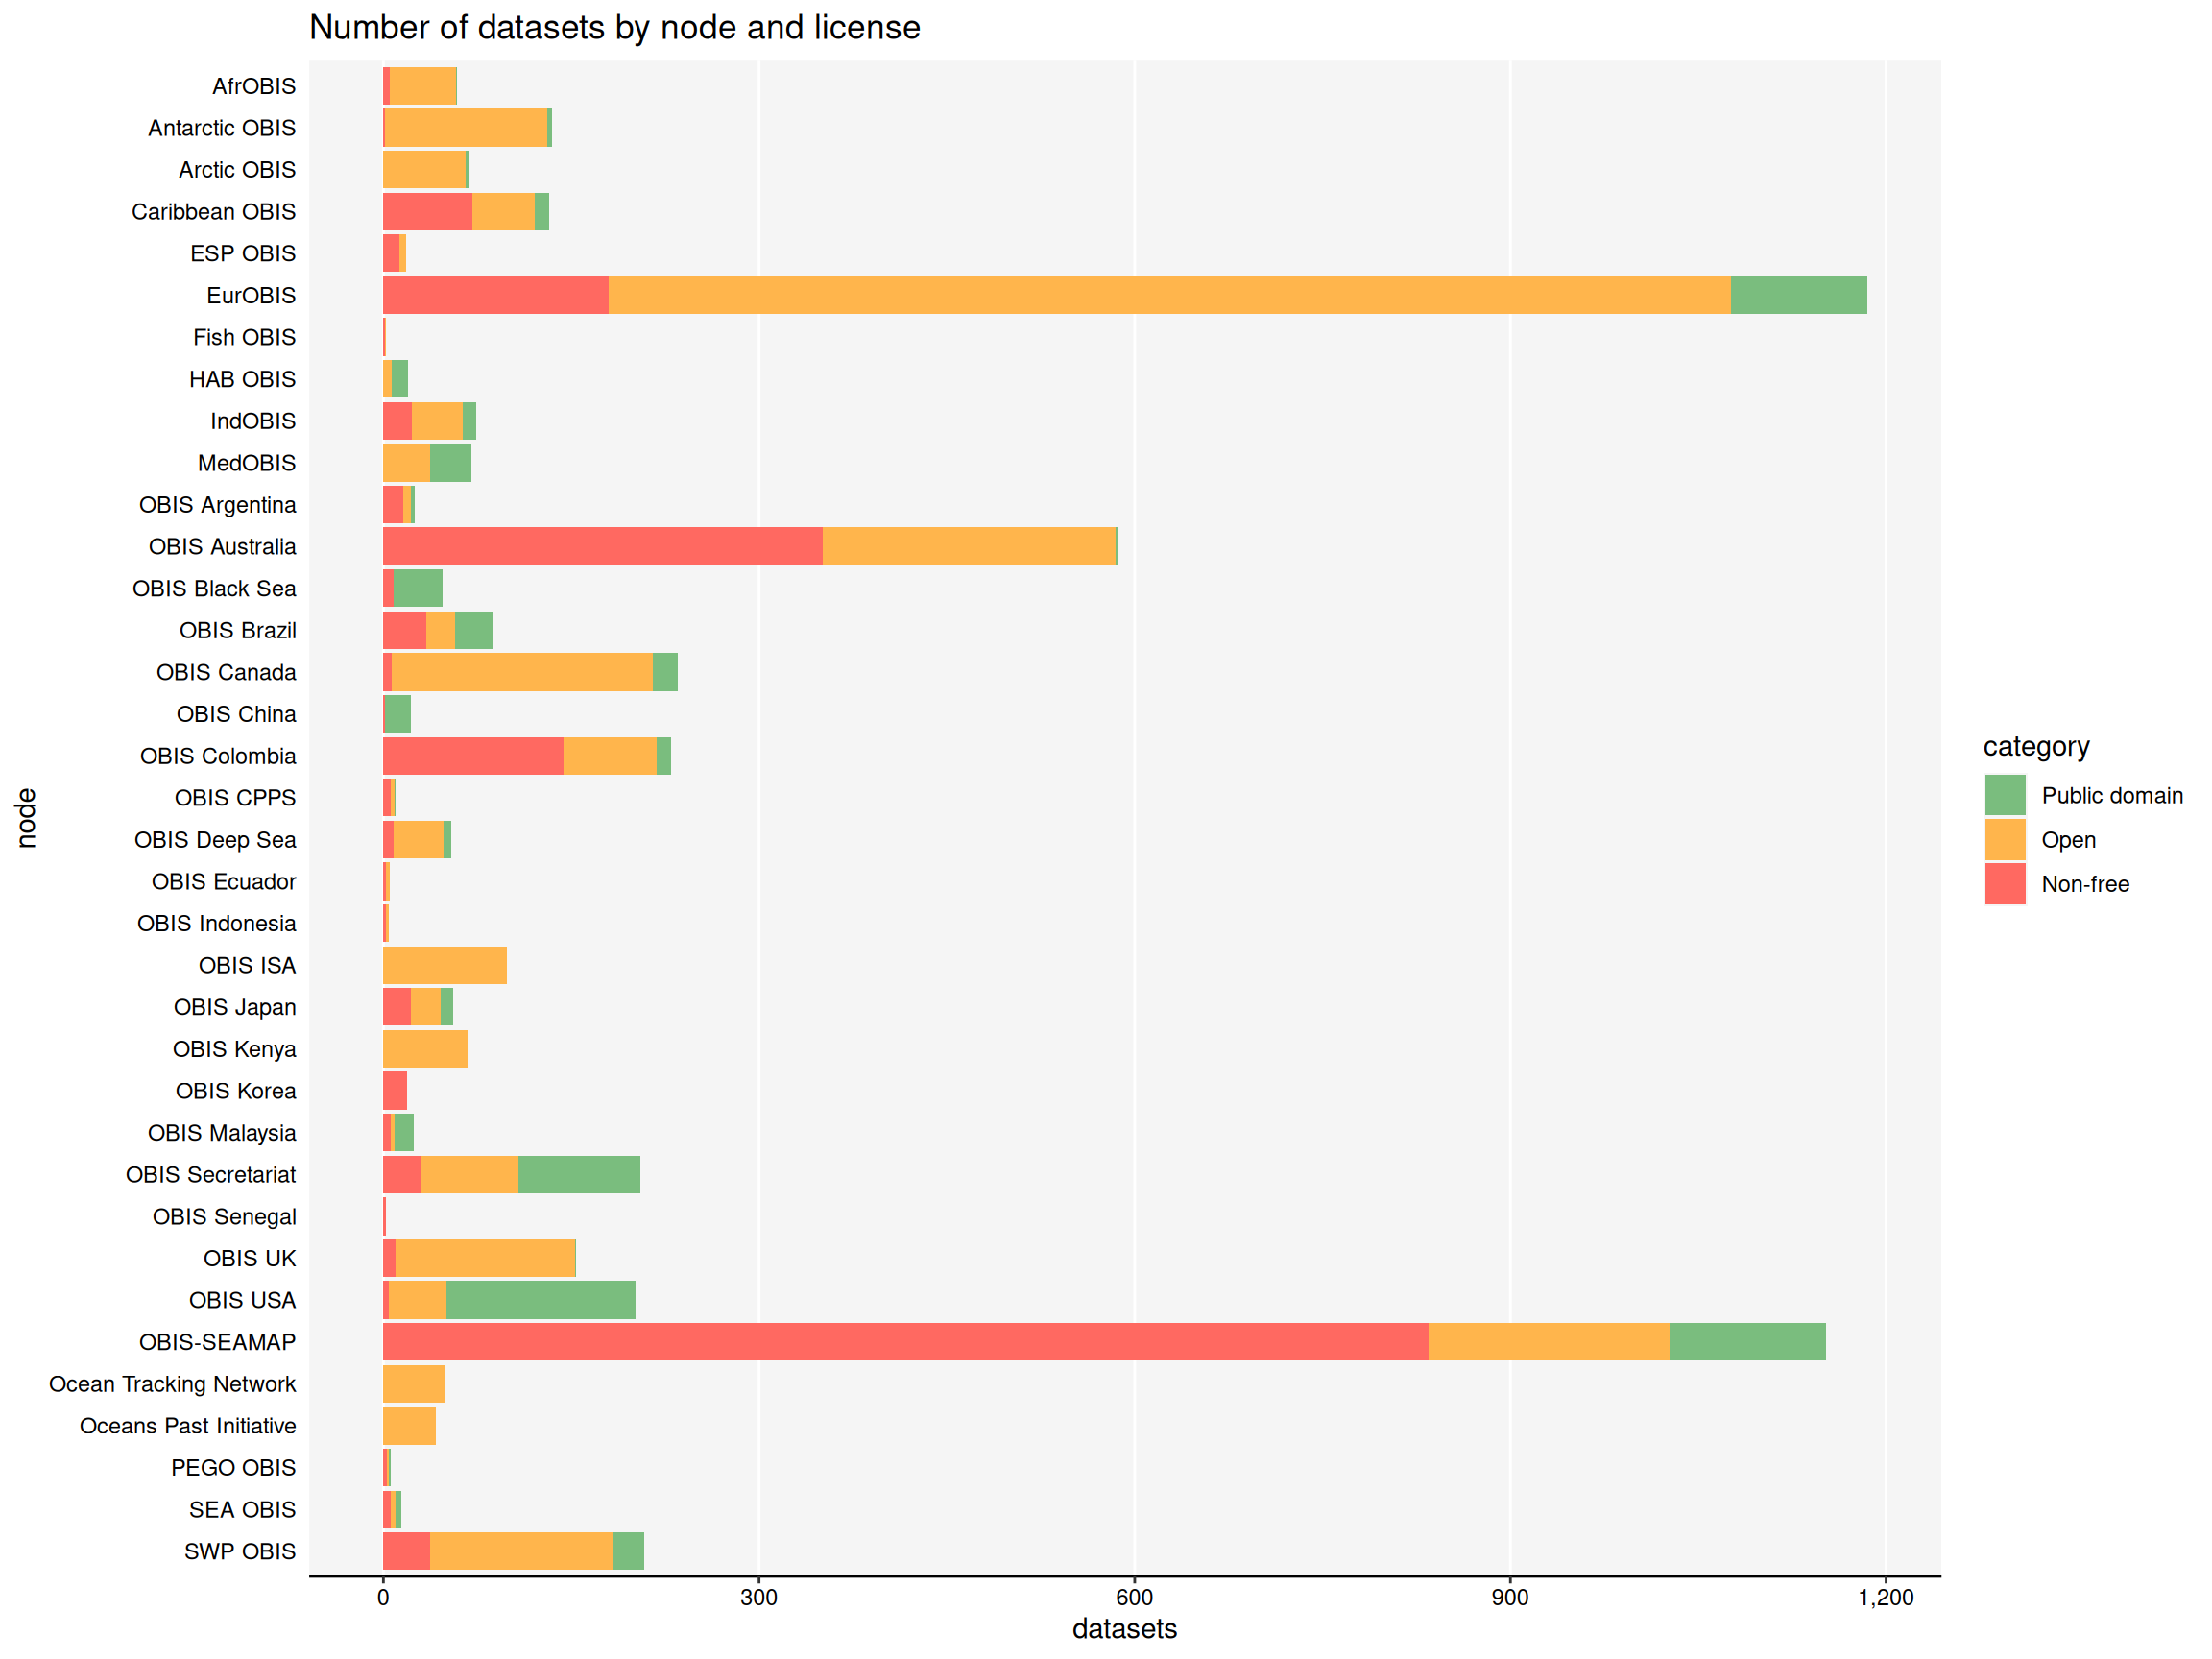 Number of datasets by node and license
AfrOBIS
Antarctic OBIS
Arctic OBIS
Caribbean OBIS
ESP OBIS
EurOBIS
Fish OBIS
HAB OBIS
IndOBIS
MedOBIS
OBIS Argentina
OBIS Australia
OBIS Black Sea
OBIS Brazil
OBIS Canada
OBIS China
OBIS Colombia
OBIS CPPS
OBIS Deep Sea
OBIS Ecuador
OBIS Indonesia
OBIS ISA
OBIS Japan
OBIS Kenya
OBIS Korea
OBIS Malaysia
OBIS Secretariat
OBIS Senegal
OBIS UK
OBIS USA
OBIS-SEAMAP
Ocean Tracking Network
Oceans Past Initiative
PEGO OBIS
SEA OBIS
SWP OBIS
node
0 300 600 900 1,200
datasets
category
Public domain
Open
Non-free